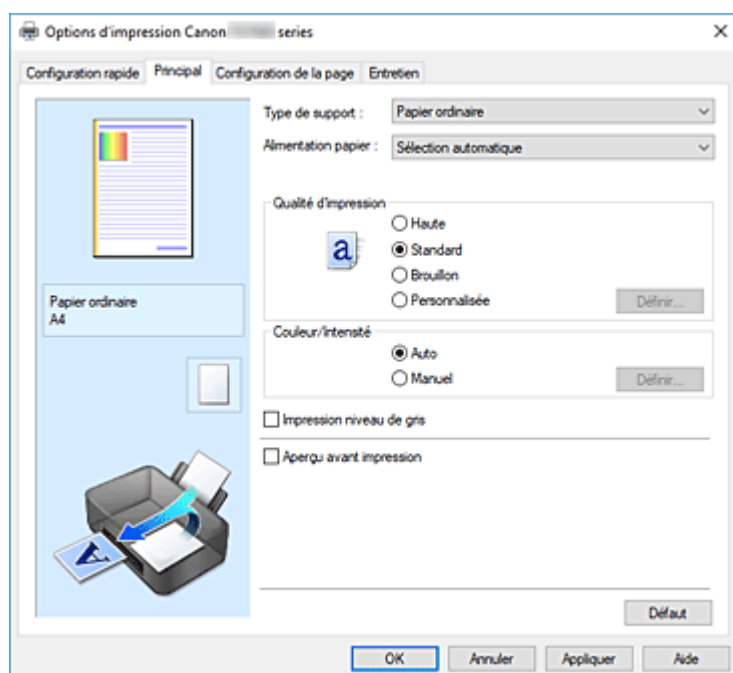 Options d'impression Canon series
Configuration rapide Principal Configuration de la page Entretien
Type de support : Papier ordinaire
Alimentation papier : Sélection automatique
Qualité d'impression
Haute
a Standard
Brouillon
Personnalisée Définir...
Papier ordinaire
A4
Couleur/Intensité
Auto
Manuel Définir...
Impression niveau de gris
Aperçu avant impression
A
Défaut
OK Annuler Appliquer Aide